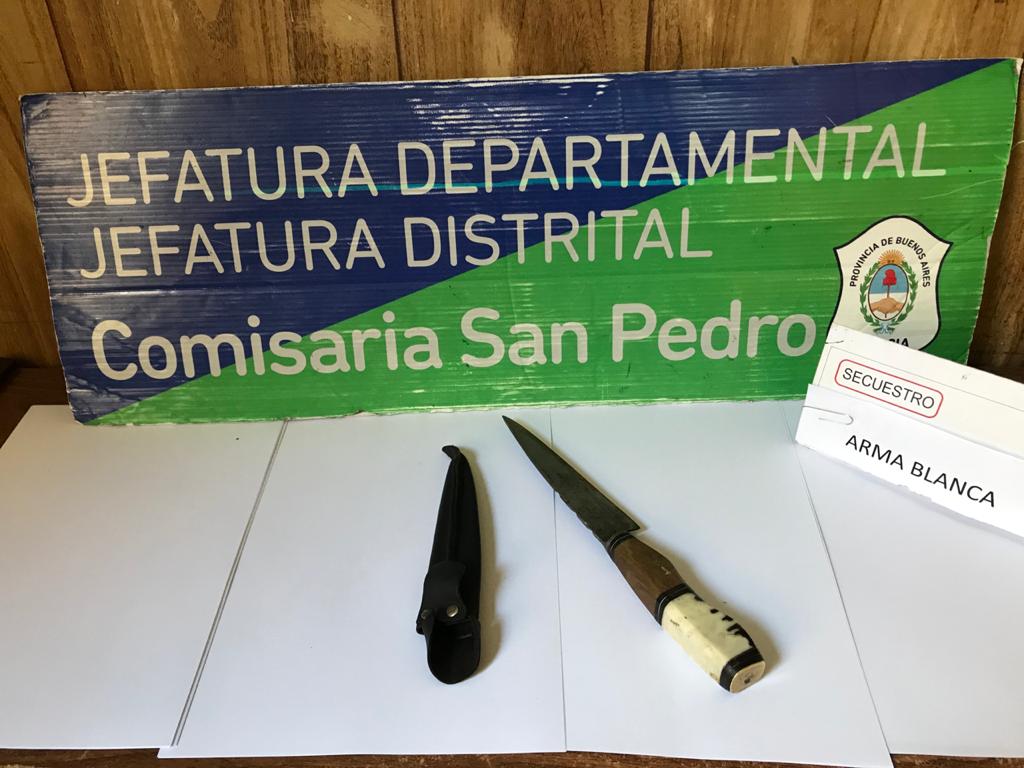 JEFATURA DEPARTAMENTAL
JEFATURA DISTRITAL
Comisaria San Pedro
PROVINCIA DE BUENOS AIRES
SECUESTRO
ARMA BLANCA